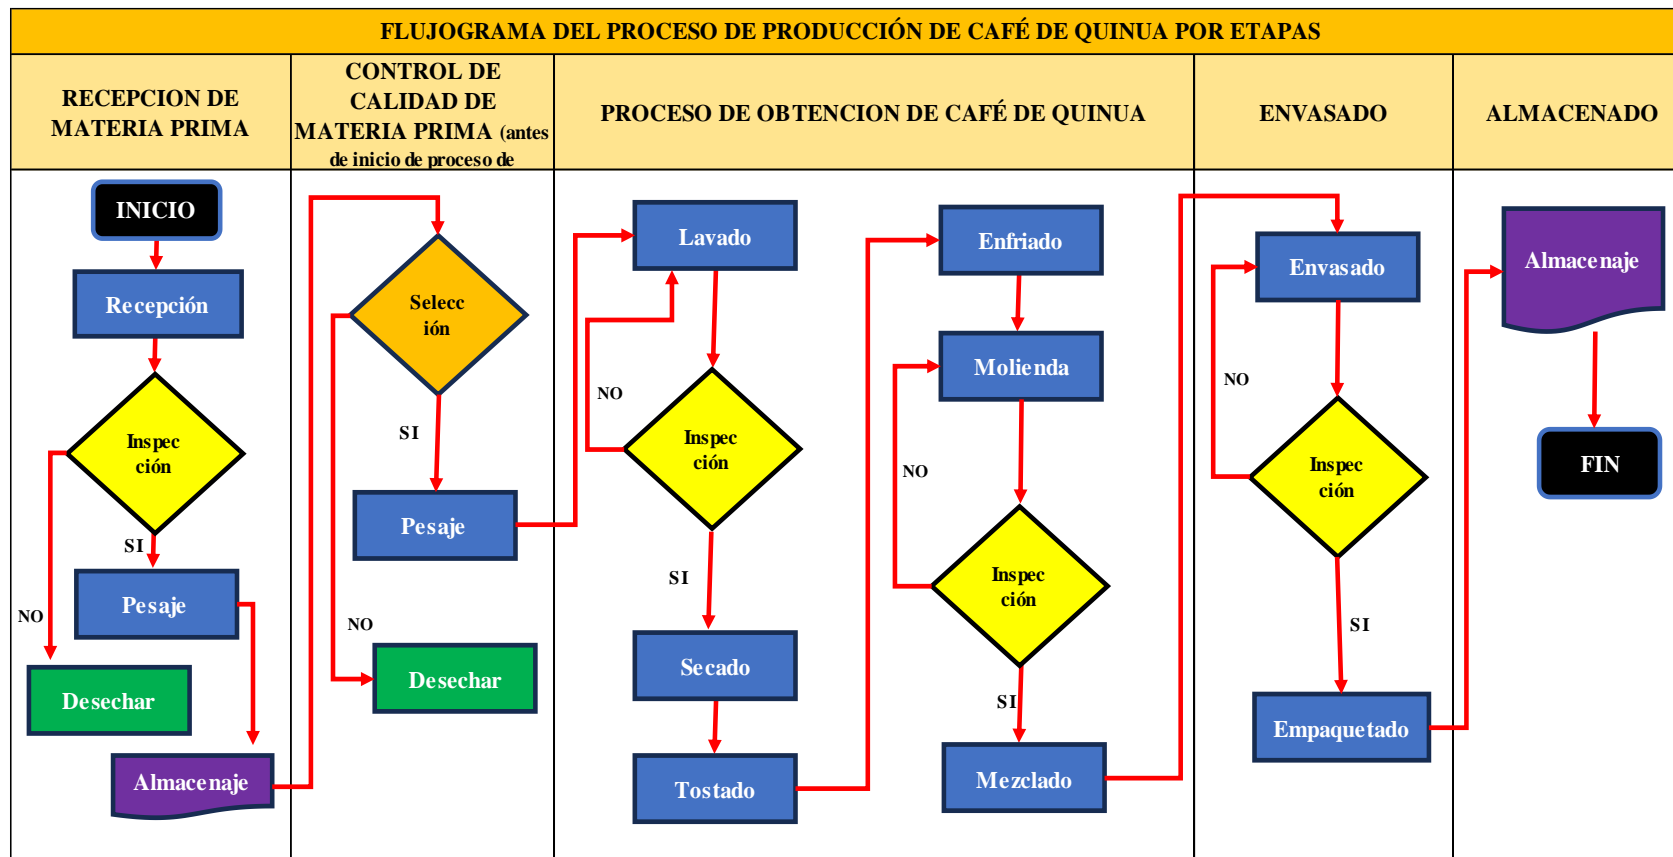 FLUJOGRAMA DEL PROCESO DE PRODUCCIÓN DE CAFÉ DE QUINUA POR ETAPAS
RECEPCION DE
MATERIA PRIMA
CONTROL DE
CALIDAD DE
MATERIA PRIMA (antes
de inicio de proceso de
PROCESO DE OBTENCION DE CAFÉ DE QUINUA
ENVASADO
ALMACENADO
INICIO
Recepción
Inspec
ción
SI
NO
Pesaje
Desechar
Almacenaje
Selecc
ión
SI
Pesaje
NO
Desechar
Lavado
NO
Inspec
ción
SI
Secado
Tostado
Enfriado
Molienda
NO
Inspec
ción
SI
Mezclado
Envasado
NO
Inspec
ción
SI
Empaquetado
Almacenaje
FIN